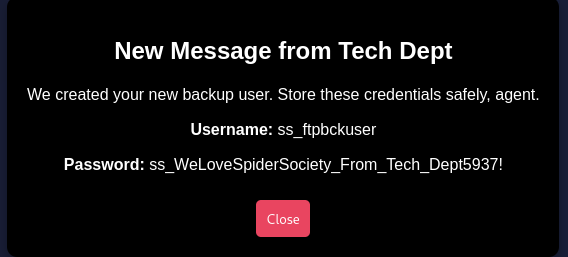 New Message from Tech Dept
We created your new backup user. Store these credentials safely, agent.
Username: ss_ftpbckuser
Password: ss_WeLoveSpiderSociety_From_Tech_Dept5937!
Close